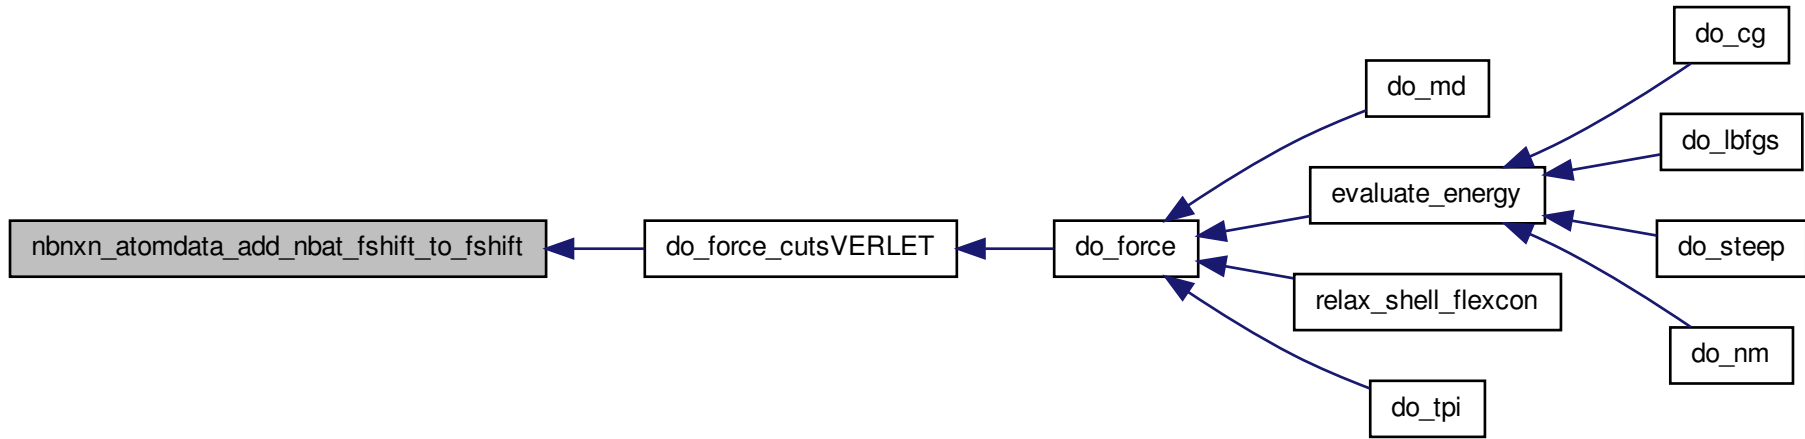 nbnxn_atomdata_add_nbat_fshift_to_fshift
do_force_cutsVERLET
do_force
do_md
evaluate_energy
relax_shell_flexcon
do_tpi
do_cg
do_lbfgs
do_steep
do_nm